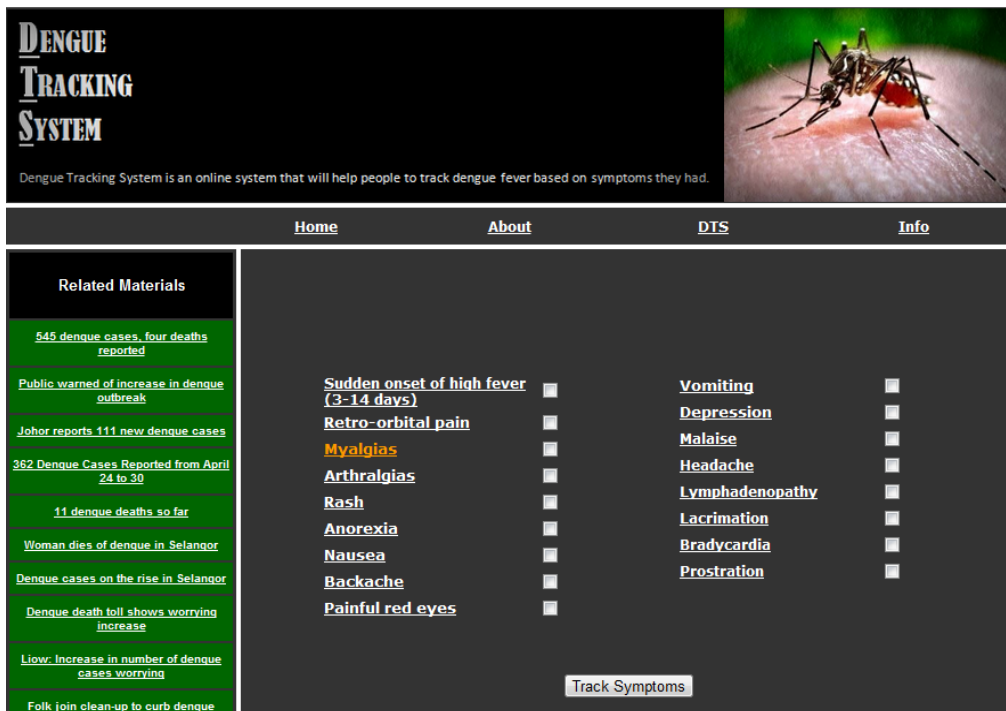 DENGUE
TRACKING
SYSTEM
Dengue Tracking System is an online system that will help people to track dengue fever based on symptoms they had.
Home About DTS Info
Related Materials
545 dengue cases, four deaths
reported
Public warned of increase in dengue
outbreak
Johor reports 111 new dengue cases
362 Dengue Cases Reported from April
24 to 30
11 dengue deaths so far
Woman dies of dengue in Selangor
Dengue cases on the rise in Selangor
Dengue death toll shows worrying
increase
Liow: Increase in number of dengue
cases worrying
Folk join clean-up to curb dengue
Sudden onset of high fever
(3-14 days)
Retro-orbital pain
Myalgias
Arthralgias
Rash
Anorexia
Nausea
Backache
Painful red eyes
Vomiting
Depression
Malaise
Headache
Lymphadenopathy
Lacrimation
Bradycardia
Prostration
Track Symptoms